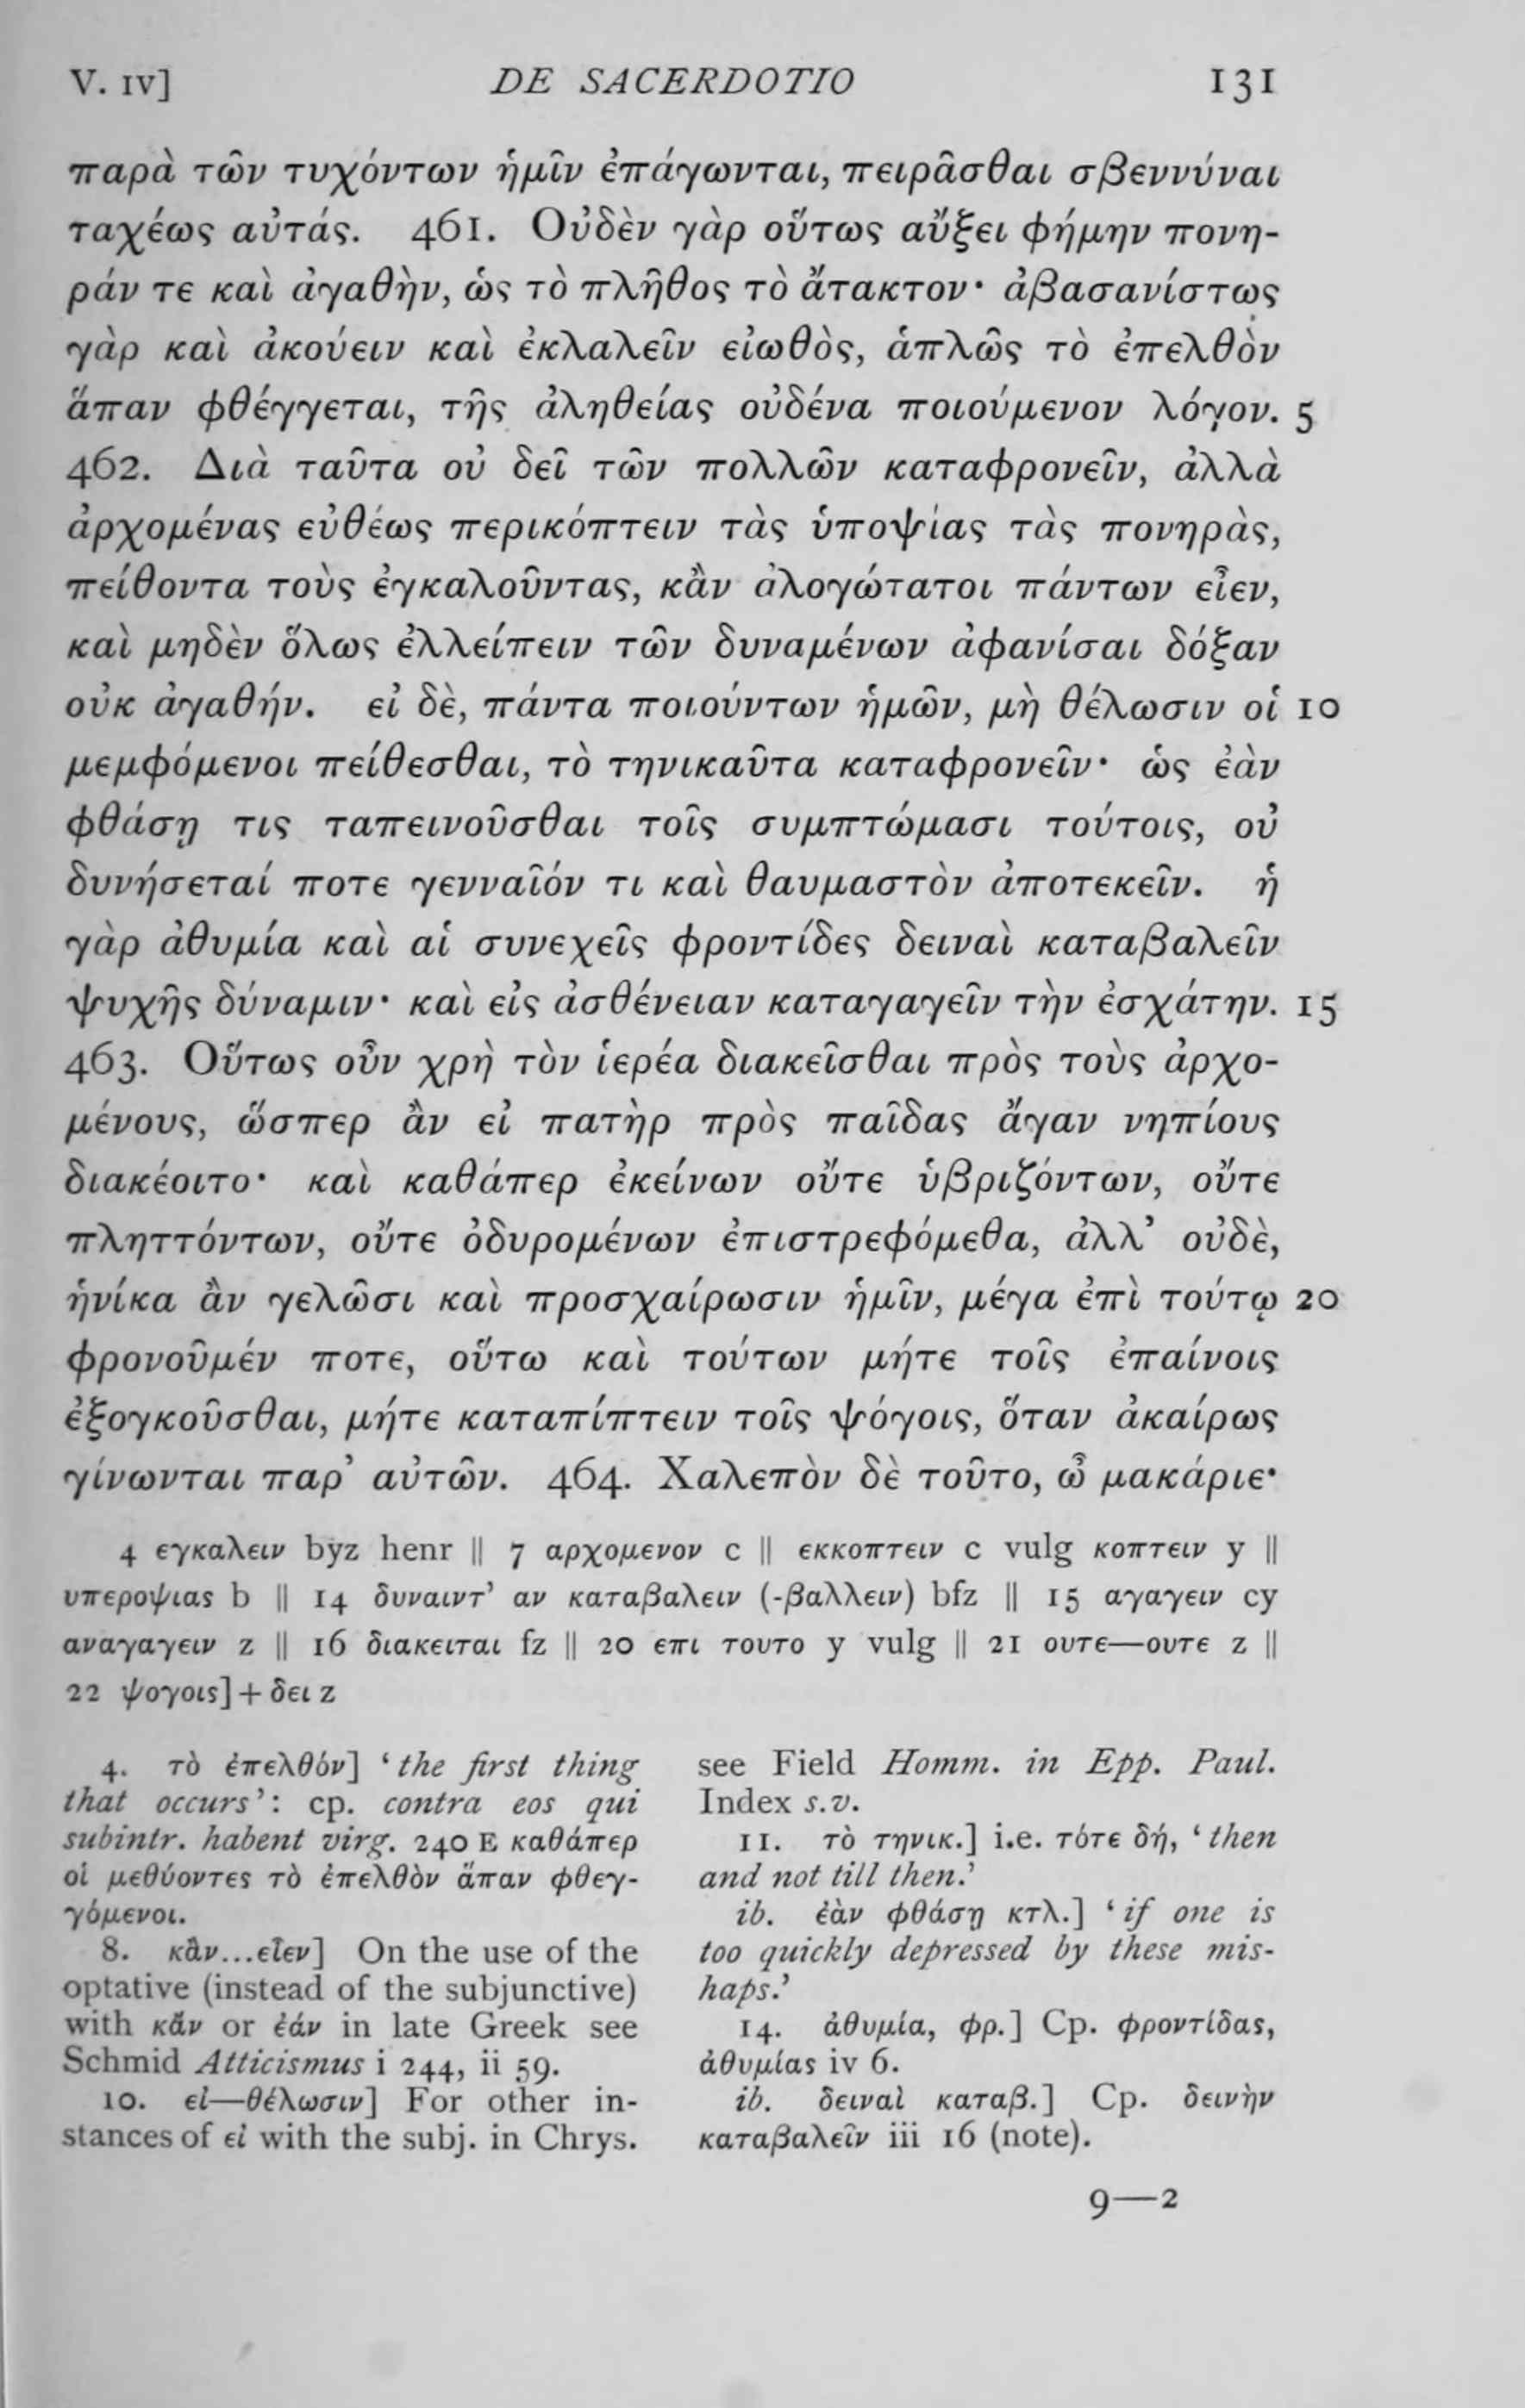 V. IV] DE SACERDOTIO 131
παρὰ τῶν τυχόντων ἡμῖν ἐπάγωνται, πειρᾶσθαι σβεννύναι
ταχέως αὐτάς. 461. Οὐδὲν γὰρ οὕτως αὔξει φήμην πονη-
ράν τε καὶ ἀγαθὴν, ὡς τὸ πλῆθος τὸ ἄτακτον· ἀβασανίστως
γὰρ καὶ ἀκούειν καὶ ἐκλαλεῖν εἰωθὸς, ἁπλῶς τὸ ἐπελθὸν
ἅπαν φθέγγεται, τῆς ἀληθείας οὐδένα ποιούμενον λόγον. 5
462. Διὰ ταῦτα οὐ δεῖ τῶν πολλῶν καταφρονεῖν, ἀλλὰ
ἀρχομένας εὐθέως περικόπτειν τὰς ὑποψίας τὰς πονηρὰς,
πείθοντα τοὺς ἐγκαλοῦντας, κἂν ἀλογώτατοι πάντων εἶεν,
καὶ μηδὲν ὅλως ἐλλείπειν τῶν δυναμένων ἀφανίσαι δόξαν
οὐκ ἀγαθήν. εἰ δὲ, πάντα ποιούντων ἡμῶν, μὴ θέλωσιν οἱ 10
μεμφόμενοι πείθεσθαι, τὸ τηνικαῦτα καταφρονεῖν· ὡς ἐὰν
φθάσῃ τις ταπεινοῦσθαι τοῖς συμπτώμασι τούτοις, οὐ
δυνήσεταί ποτε γενναῖόν τι καὶ θαυμαστὸν ἀποτεκεῖν. ἡ
γὰρ ἀθυμία καὶ αἱ συνεχεῖς φροντίδες δειναὶ καταβαλεῖν
ψυχῆς δύναμιν· καὶ εἰς ἀσθένειαν καταγαγεῖν τὴν ἐσχάτην. 15
463. Οὕτως οὖν χρὴ τὸν ἱερέα διακεῖσθαι πρὸς τοὺς ἀρχο-
μένους, ὥσπερ ἂν εἰ πατὴρ πρὸς παῖδας ἄγαν νηπίους
διακέοιτο· καὶ καθάπερ ἐκείνων οὔτε ὑβριζόντων, οὔτε
πληττόντων, οὔτε ὀδυρομένων ἐπιστρεφόμεθα, ἀλλ’ οὐδὲ,
ἡνίκα ἂν γελῶσι καὶ προσχαίρωσιν ἡμῖν, μέγα ἐπὶ τούτῳ 20
φρονοῦμέν ποτε, οὕτω καὶ τούτων μήτε τοῖς ἐπαίνοις
ἐξογκοῦσθαι, μήτε καταπίπτειν τοῖς ψόγοις, ὅταν ἀκαίρως
γίνωνται παρ’ αὐτῶν. 464. Χαλεπὸν δὲ τοῦτο, ὦ μακάριε·
4 εγκαλειν byz henr || 7 αρχομενον c || εκκοπτειν c vulg κοπτειν y ||
υπεροψιας b || 14 δυναιντ’ αν καταβαλειν (-βαλλειν) bfz || 15 αγαγειν cy
αναγαγειν z || 16 διακειται fz || 20 επι τουτο y vulg || 21 ουτε—ουτε z ||
22 ψογοις] + δει z
4. τὸ ἐπελθόν] ‘the first thing
that occurs’: cp. contra eos qui
subintr. habent virg. 240 E καθάπερ
οἱ μεθύοντες τὸ ἐπελθὸν ἅπαν φθεγ-
γόμενοι.
8. κἂν...εἶεν] On the use of the
optative (instead of the subjunctive)
with κἄν or ἐάν in late Greek see
Schmid Atticismus i 244, ii 59.
10. εἰ—θέλωσιν] For other in-
stances of εἰ with the subj. in Chrys.
see Field Homm. in Epp. Paul.
Index s.v.
11. τὸ τηνικ.] i.e. τότε δή, ‘then
and not till then.’
ib. ἐὰν φθάσῃ κτλ.] ‘if one is
too quickly depressed by these mis-
haps.’
14. ἀθυμία, φρ.] Cp. φροντίδας,
ἀθυμίας iv 6.
ib. δειναὶ καταβ.] Cp. δεινὴν
καταβαλεῖν iii 16 (note).
9—2